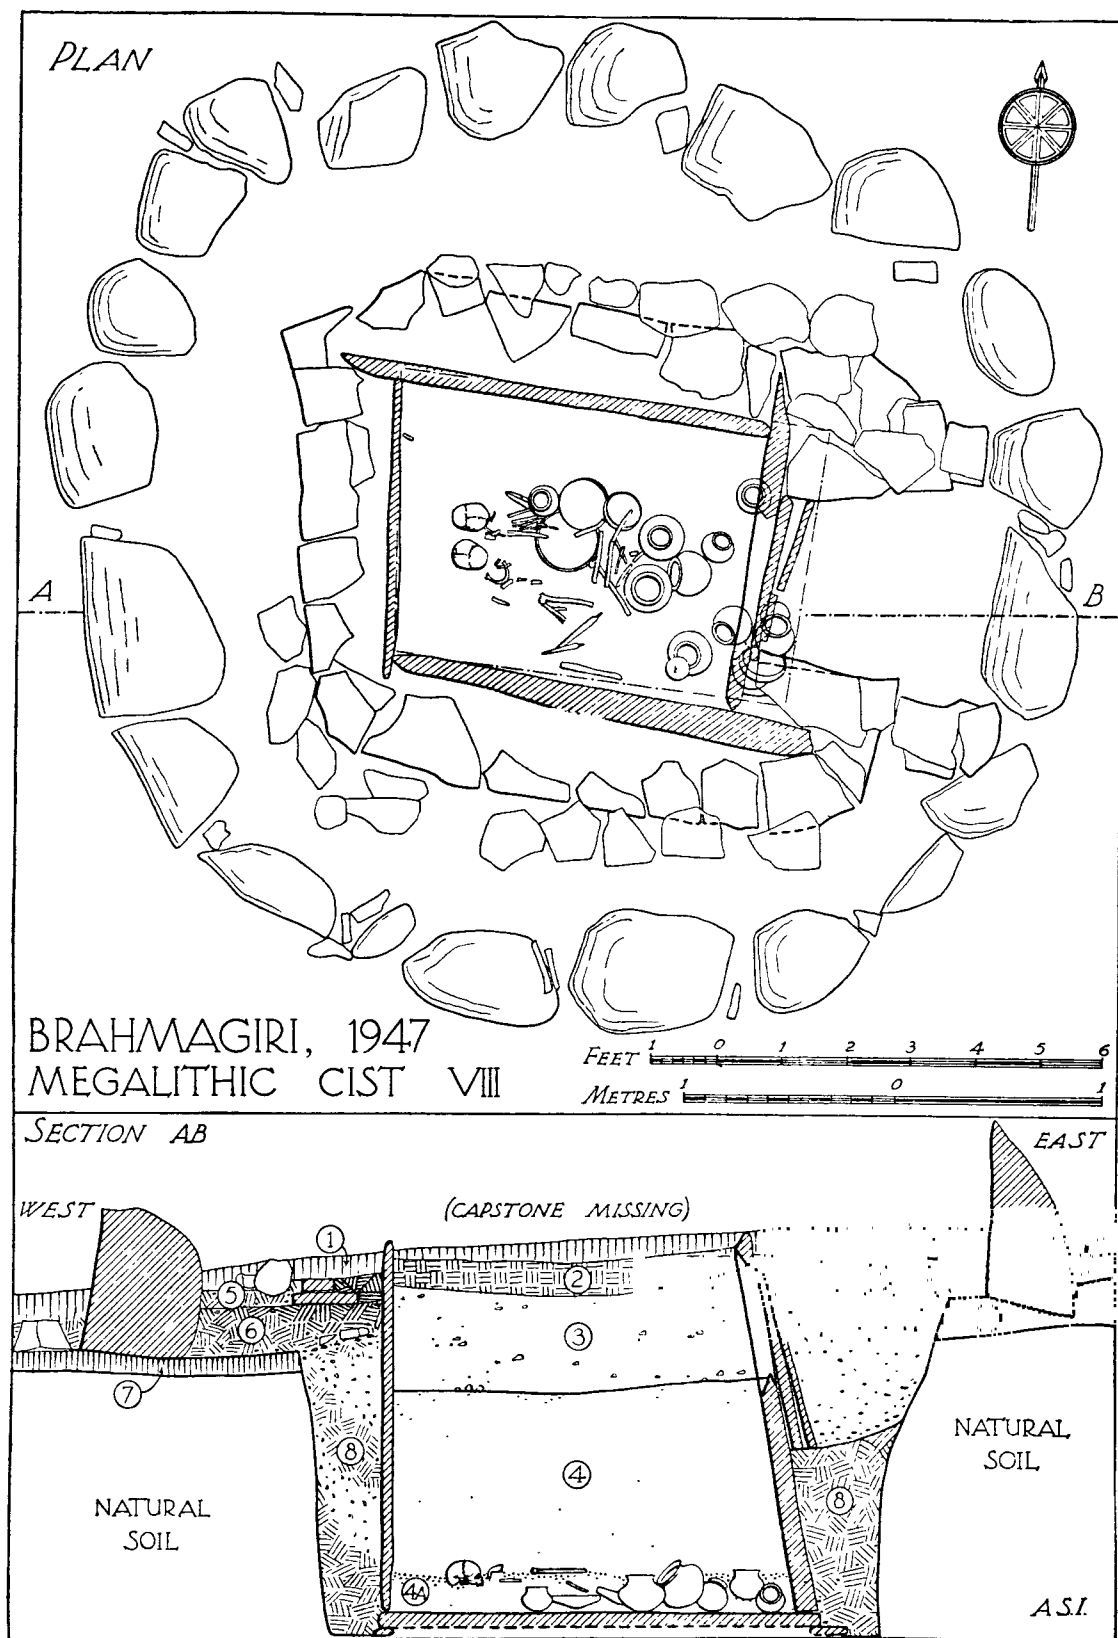 PLAN
A
B
BRAHMAGIRI, 1947
MEGALITHIC CIST VIII
FEET 1 0 1 2 3 4 5 6
METRES 1 0 1
SECTION AB
EAST
WEST
(CAPSTONE MISSING)
1
2
5
6
3
7
8
4
NATURAL SOIL
NATURAL SOIL
8
4A
A.S.I.